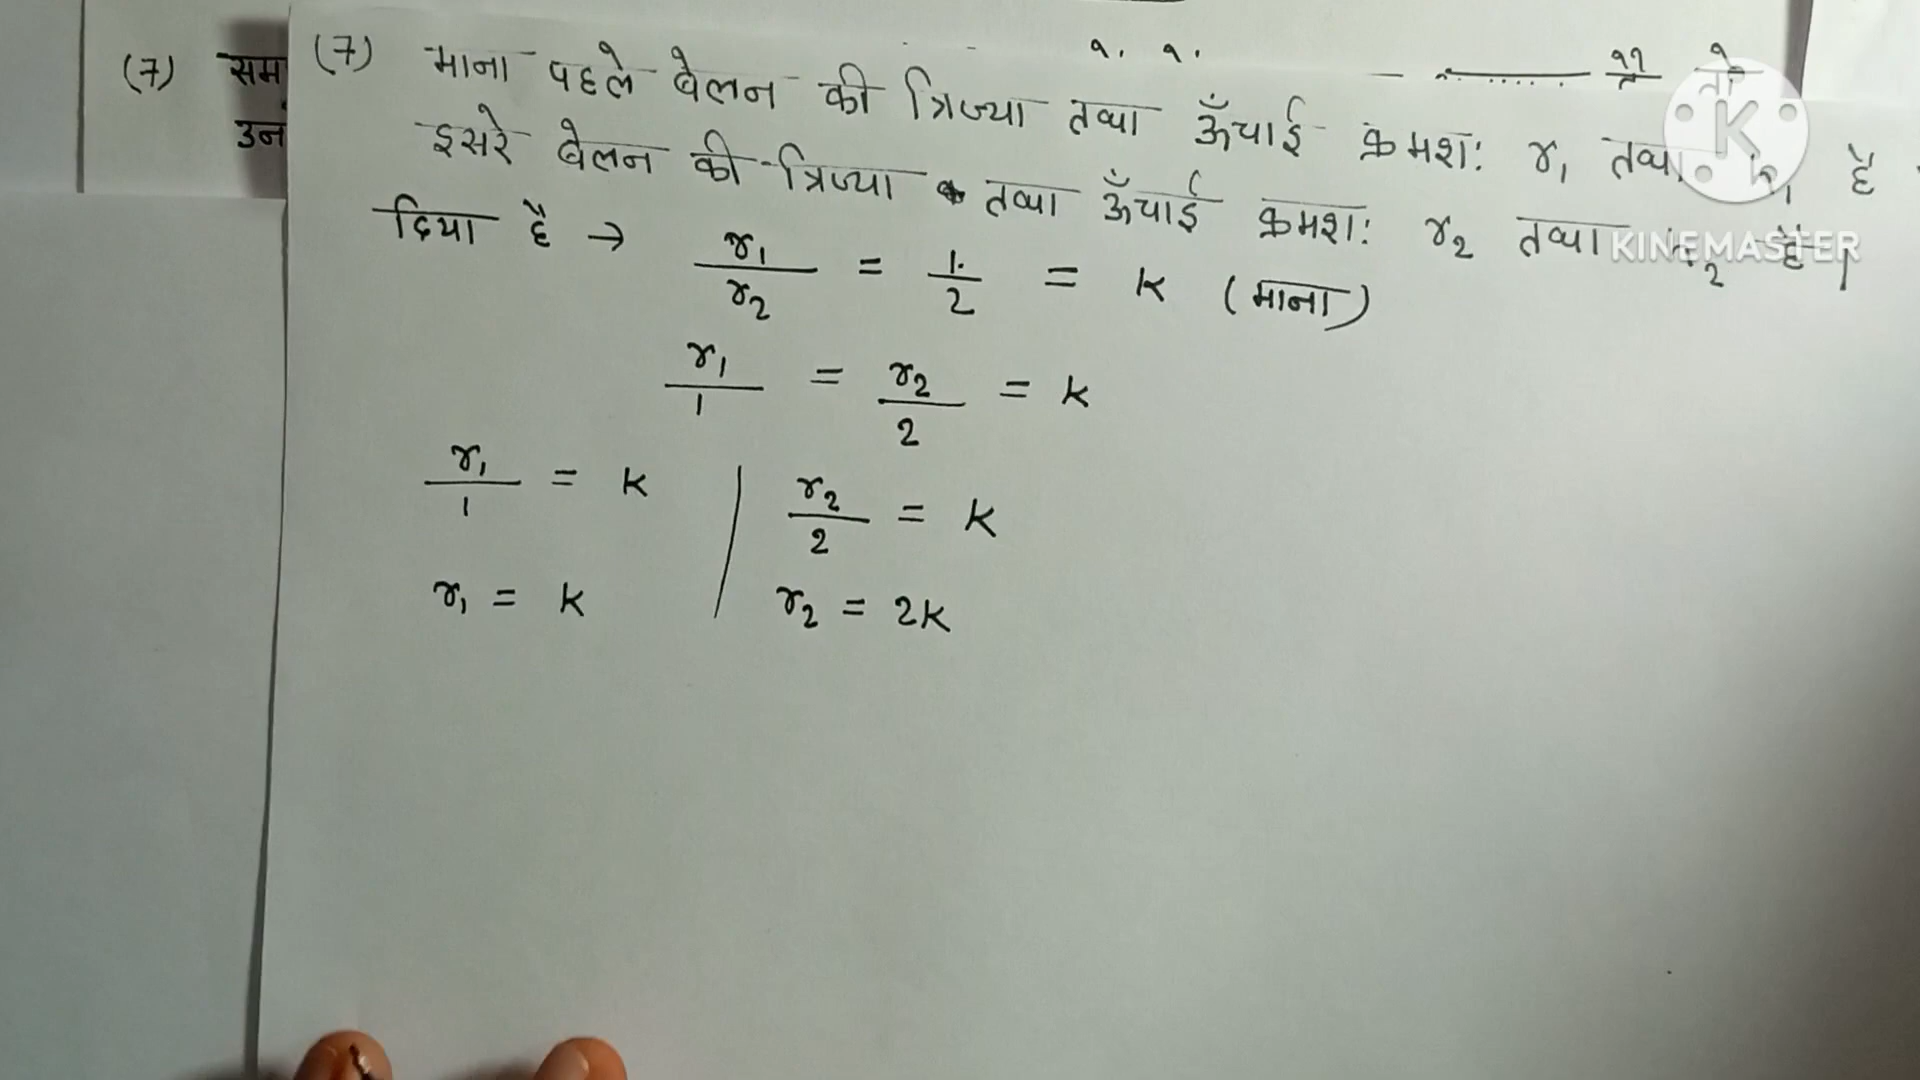 (7) सम
उन
(7) माना पहले बेलन की त्रिज्या तथा ऊँचाई क्रमशः r₁ तथा h₁ है
दूसरे बेलन की त्रिज्या तथा ऊँचाई क्रमशः r₂ तथा h₂ है।
दिया है → r₁/r₂ = 1/2 = k (माना)
r₁/1 = r₂/2 = k
r₁/1 = k | r₂/2 = k
r₁ = k | r₂ = 2k
K
KINEMASTER